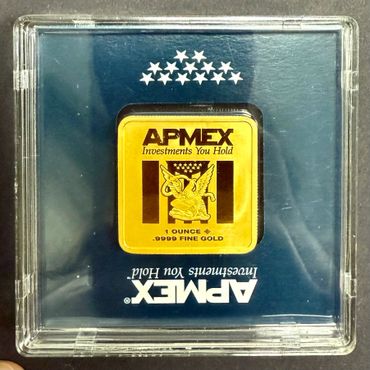 APMEX
Investments You Hold
1 OUNCE
.9999 FINE GOLD
APMEX®
Investments You Hold®